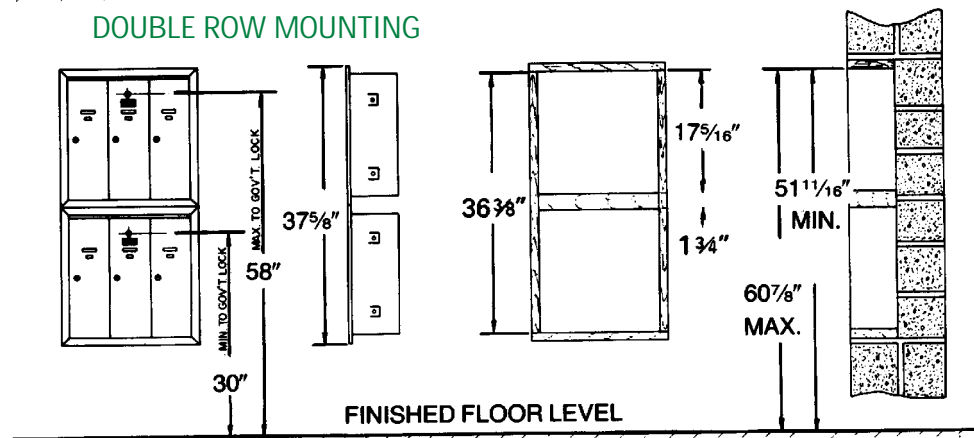 DOUBLE ROW MOUNTING
MAX. TO GOV'T. LOCK
MIN. TO GOV'T. LOCK
58"
30"
37⅝"
36⅜"
17⁵⁄₁₆"
1¾"
51¹¹⁄₁₆"
MIN.
60⅞"
MAX.
FINISHED FLOOR LEVEL